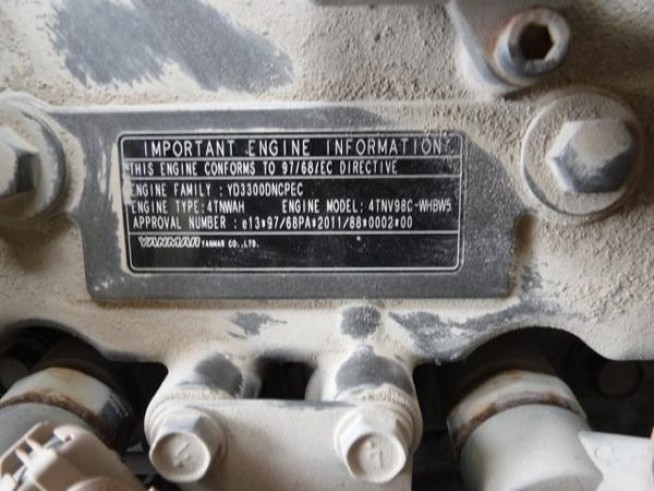 IMPORTANT ENGINE INFORMATION
THIS ENGINE CONFORMS TO 97/68/EC DIRECTIVE
ENGINE FAMILY : YD3300DNCPEC
ENGINE TYPE:4TNWAH ENGINE MODEL: 4TNV98C-WHBW5
APPROVAL NUMBER : e13*97/68PA*2011/88*0002*00
YANMAR YANMAR CO.,LTD.